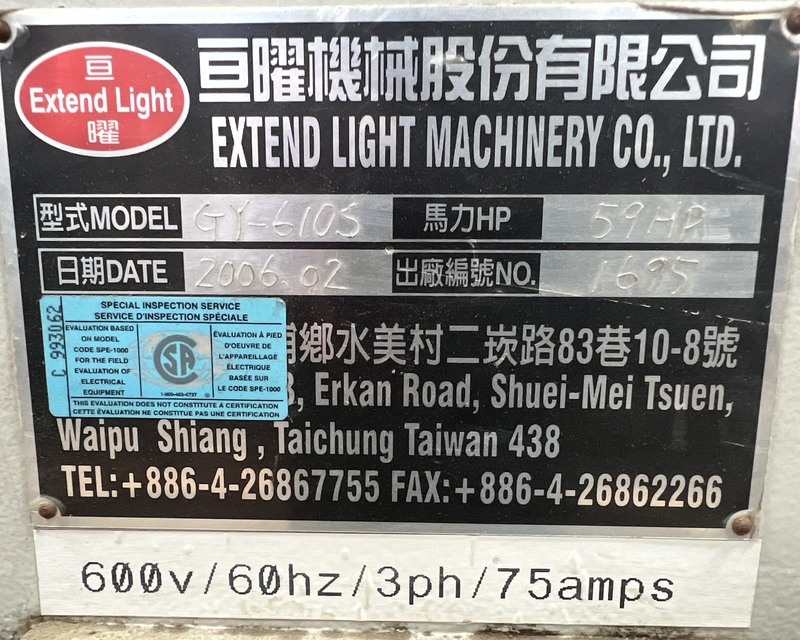 亘
Extend Light
曜
亘曜機械股份有限公司
EXTEND LIGHT MACHINERY CO., LTD.
型式MODEL GY-610S 馬力HP 59HP
日期DATE 2006.02 出廠編號NO. 1695
C 993062
SPECIAL INSPECTION SERVICE
SERVICE D'INSPECTION SPÉCIALE
EVALUATION BASED
ON MODEL
CODE SPE-1000
FOR THE FIELD
EVALUATION OF
ELECTRICAL
EQUIPMENT
CSA
ÉVALUATION À PIED
D'OEUVRE DE
L'APPAREILLAGE
ÉLECTRIQUE
BASÉE SUR
LE CODE SPE-1000
THIS EVALUATION DOES NOT CONSTITUTE A CERTIFICATION
CETTE ÉVALUATION NE CONSTITUE PAS UNE CERTIFICATION
鄉水美村二崁路83巷10-8號
Erkan Road, Shuei-Mei Tsuen,
Waipu Shiang , Taichung Taiwan 438
TEL:+886-4-26867755 FAX:+886-4-26862266
600v/60hz/3ph/75amps